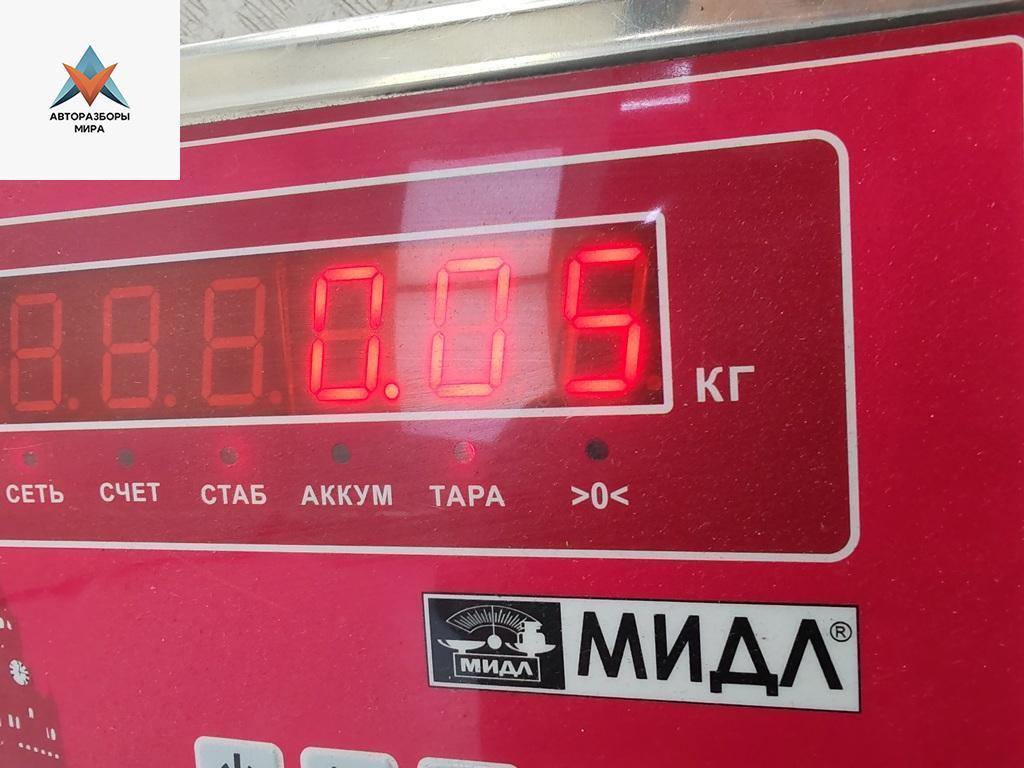 АВТОРАЗБОРЫ
МИРА
0.05
КГ
СЕТЬ СЧЕТ СТАБ АККУМ ТАРА >0<
МИДЛ
МИДЛ®